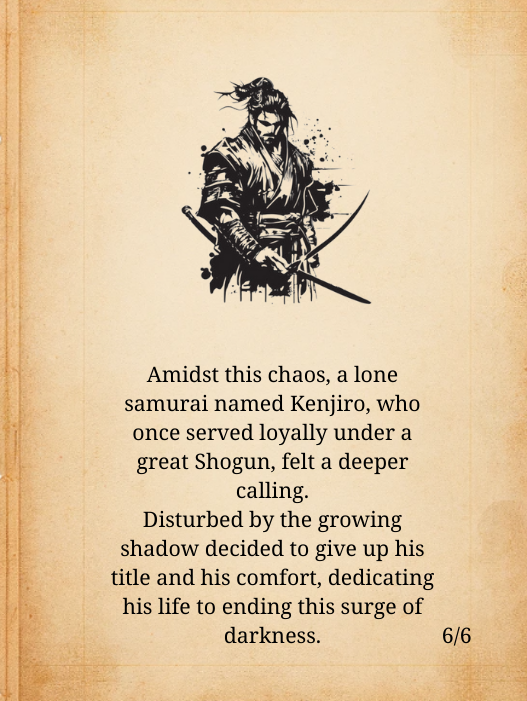 Amidst this chaos, a lone
samurai named Kenjiro, who
once served loyally under a
great Shogun, felt a deeper
calling.
Disturbed by the growing
shadow decided to give up his
title and his comfort, dedicating
his life to ending this surge of
darkness.
6/6